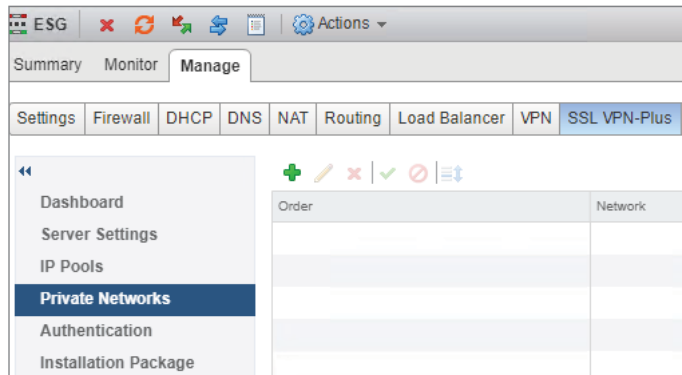 ESG Actions
Summary Monitor Manage
Settings Firewall DHCP DNS NAT Routing Load Balancer VPN SSL VPN-Plus
Dashboard
Server Settings
IP Pools
Private Networks
Authentication
Installation Package
Order Network